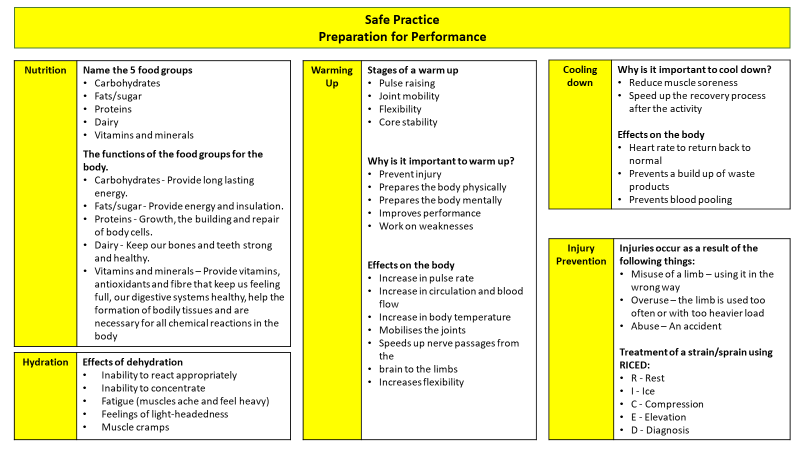 Safe Practice
Preparation for Performance
Nutrition
Name the 5 food groups
• Carbohydrates
• Fats/sugar
• Proteins
• Dairy
• Vitamins and minerals
The functions of the food groups for the
body.
• Carbohydrates - Provide long lasting
energy.
• Fats/sugar - Provide energy and insulation.
• Proteins - Growth, the building and repair
of body cells.
• Dairy - Keep our bones and teeth strong
and healthy.
• Vitamins and minerals – Provide vitamins,
antioxidants and fibre that keep us feeling
full, our digestive systems healthy, help the
formation of bodily tissues and are
necessary for all chemical reactions in the
body
Hydration
Effects of dehydration
• Inability to react appropriately
• Inability to concentrate
• Fatigue (muscles ache and feel heavy)
• Feelings of light-headedness
• Muscle cramps
Warming
Up
Stages of a warm up
• Pulse raising
• Joint mobility
• Flexibility
• Core stability
Why is it important to warm up?
• Prevent injury
• Prepares the body physically
• Prepares the body mentally
• Improves performance
• Work on weaknesses
Effects on the body
• Increase in pulse rate
• Increase in circulation and blood
flow
• Increase in body temperature
• Mobilises the joints
• Speeds up nerve passages from
the
• brain to the limbs
• Increases flexibility
Cooling
down
Why is it important to cool down?
• Reduce muscle soreness
• Speed up the recovery process
after the activity
Effects on the body
• Heart rate to return back to
normal
• Prevents a build up of waste
products
• Prevents blood pooling
Injury
Prevention
Injuries occur as a result of the
following things:
• Misuse of a limb – using it in the
wrong way
• Overuse – the limb is used too
often or with too heavier load
• Abuse – An accident
Treatment of a strain/sprain using
RICED:
• R - Rest
• I - Ice
• C - Compression
• E - Elevation
• D - Diagnosis